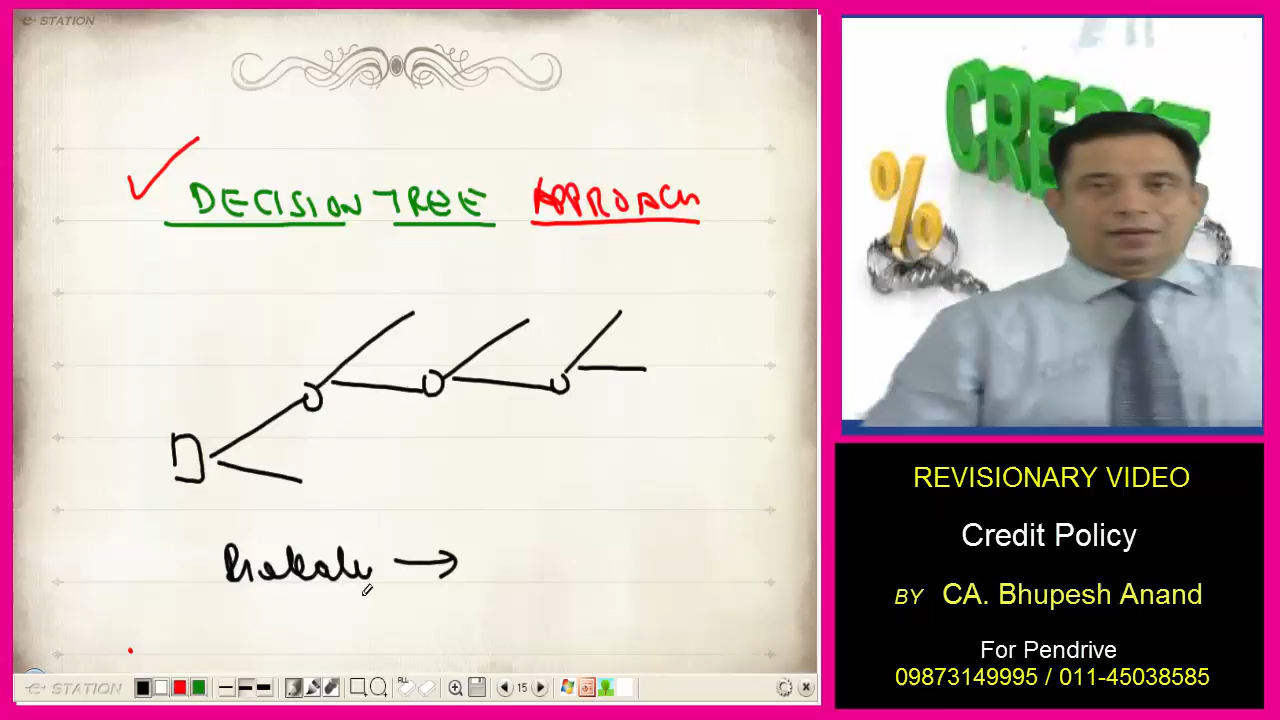 e-STATION
DECISION TREE APPROACH
e-STATION
15
CREDIT
%
REVISIONARY VIDEO
Credit Policy
BY CA. Bhupesh Anand
For Pendrive
09873149995 / 011-45038585